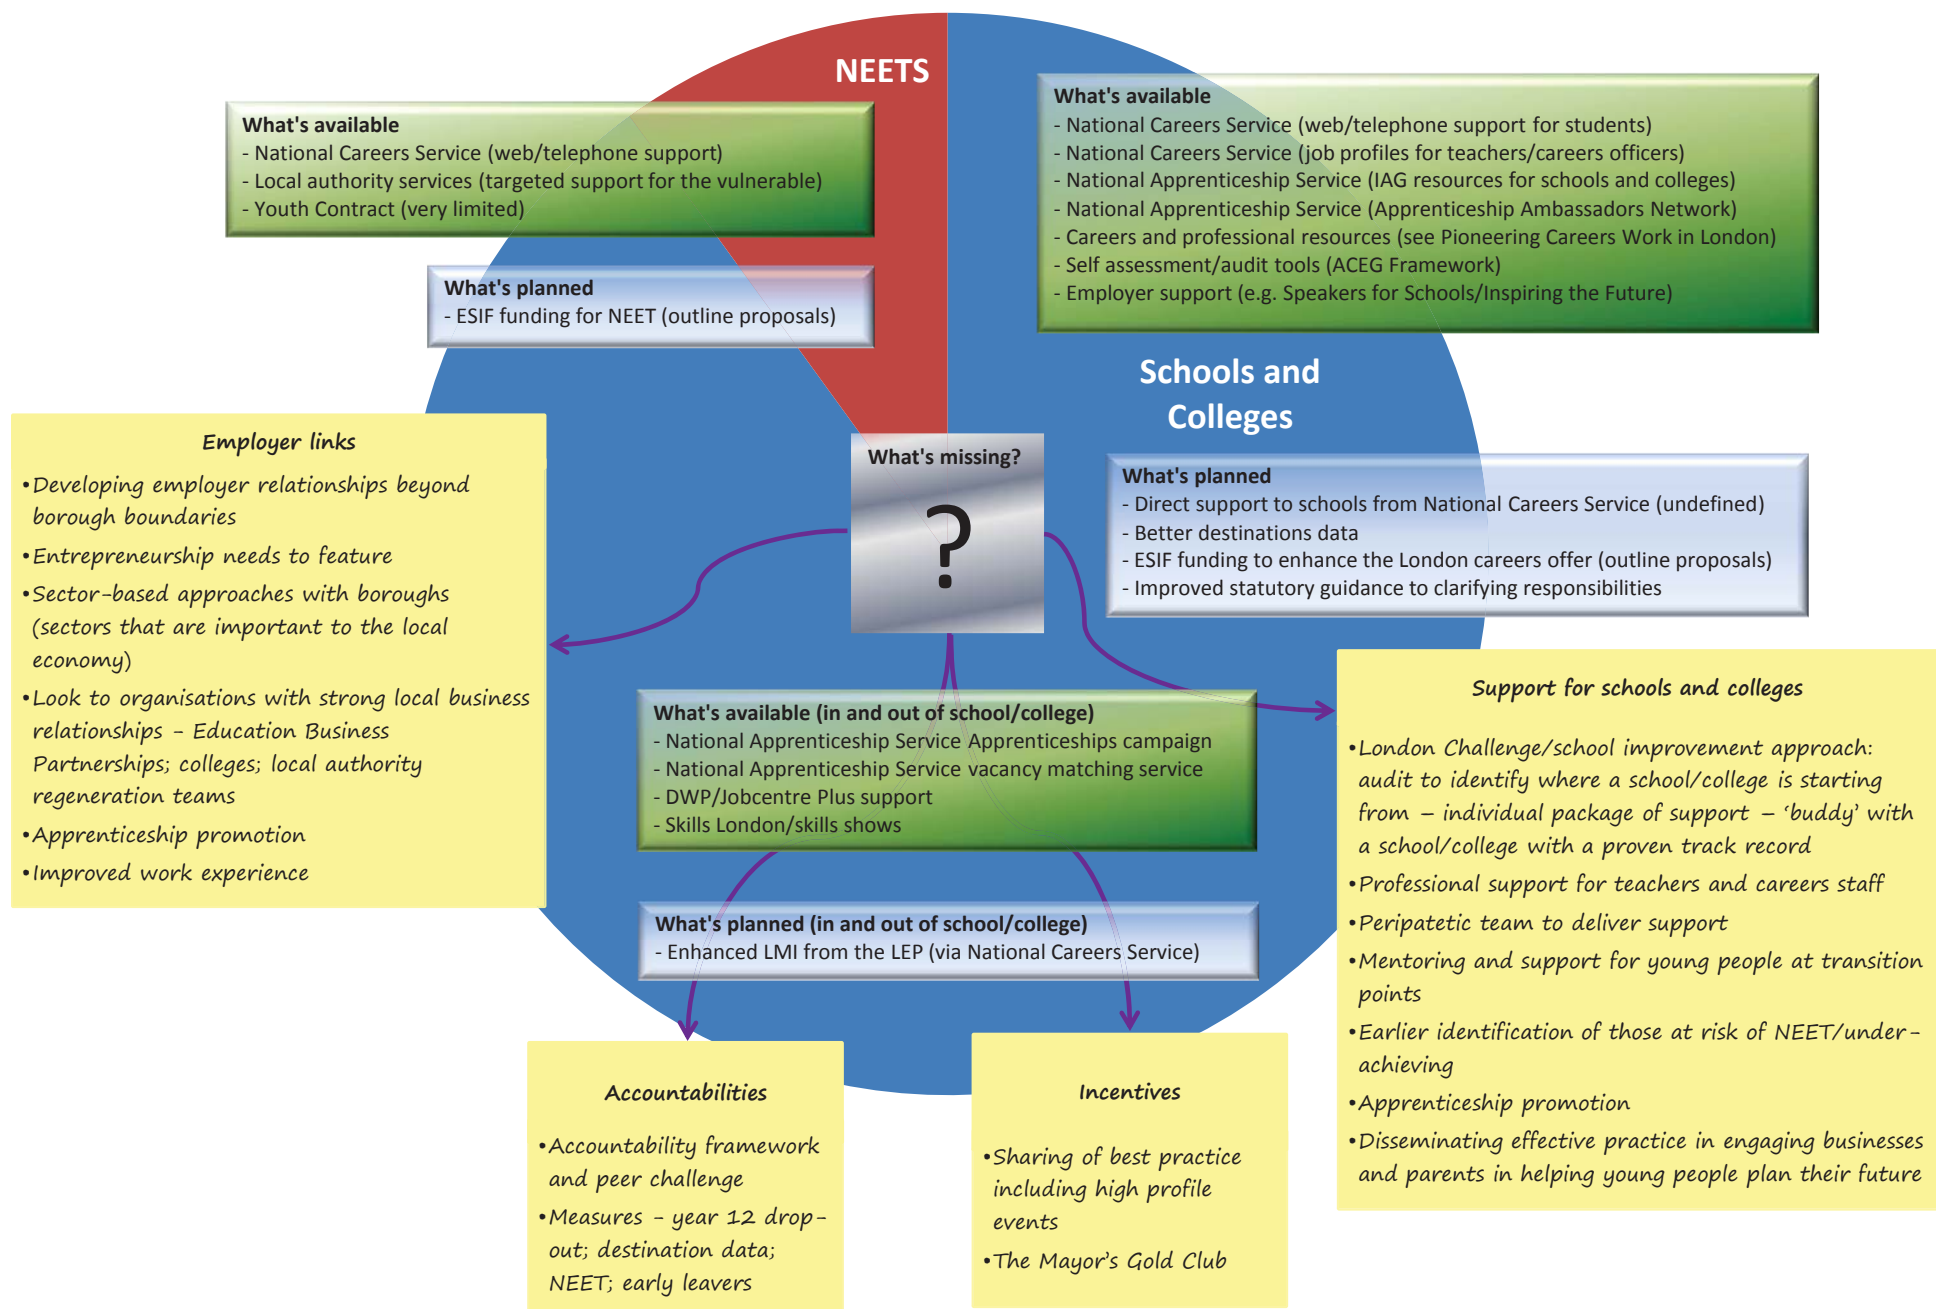 NEETS
What's available
- National Careers Service (web/telephone support)
- Local authority services (targeted support for the vulnerable)
- Youth Contract (very limited)
What's planned
- ESIF funding for NEET (outline proposals)
What's available
- National Careers Service (web/telephone support for students)
- National Careers Service (job profiles for teachers/careers officers)
- National Apprenticeship Service (IAG resources for schools and colleges)
- National Apprenticeship Service (Apprenticeship Ambassadors Network)
- Careers and professional resources (see Pioneering Careers Work in London)
- Self assessment/audit tools (ACEG Framework)
- Employer support (e.g. Speakers for Schools/Inspiring the Future)
Schools and
Colleges
What's planned
- Direct support to schools from National Careers Service (undefined)
- Better destinations data
- ESIF funding to enhance the London careers offer (outline proposals)
- Improved statutory guidance to clarifying responsibilities
What's missing?
?
Employer links
•Developing employer relationships beyond
borough boundaries
•Entrepreneurship needs to feature
•Sector-based approaches with boroughs
(sectors that are important to the local
economy)
•Look to organisations with strong local business
relationships - Education Business
Partnerships; colleges; local authority
regeneration teams
•Apprenticeship promotion
•Improved work experience
What's available (in and out of school/college)
- National Apprenticeship Service Apprenticeships campaign
- National Apprenticeship Service vacancy matching service
- DWP/Jobcentre Plus support
- Skills London/skills shows
What's planned (in and out of school/college)
- Enhanced LMI from the LEP (via National Careers Service)
Support for schools and colleges
•London Challenge/school improvement approach:
audit to identify where a school/college is starting
from – individual package of support – ‘buddy’ with
a school/college with a proven track record
•Professional support for teachers and careers staff
•Peripatetic team to deliver support
•Mentoring and support for young people at transition
points
•Earlier identification of those at risk of NEET/under-
achieving
•Apprenticeship promotion
•Disseminating effective practice in engaging businesses
and parents in helping young people plan their future
Accountabilities
•Accountability framework
and peer challenge
•Measures - year 12 drop-
out; destination data;
NEET; early leavers
Incentives
•Sharing of best practice
including high profile
events
•The Mayor’s Gold Club